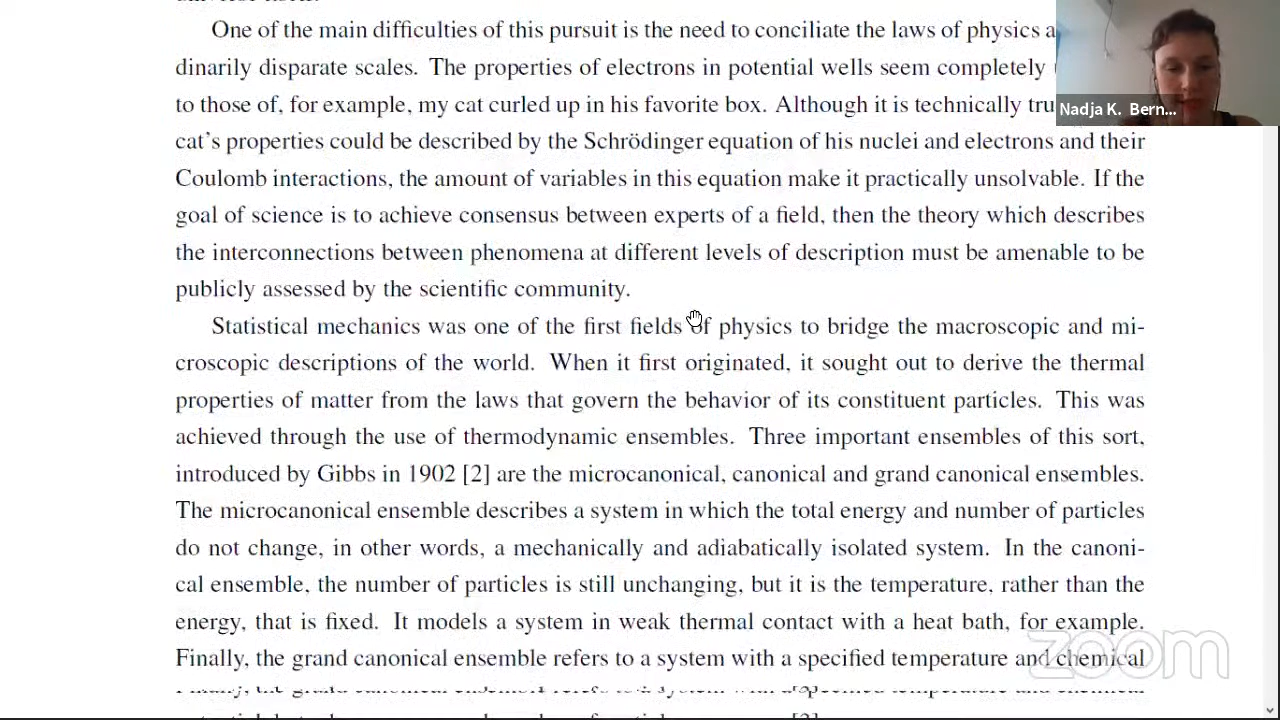 One of the main difficulties of this pursuit is the need to conciliate the laws of physics a
dinarily disparate scales. The properties of electrons in potential wells seem completely
to those of, for example, my cat curled up in his favorite box. Although it is technically tru
Nadja K. Bern...
cat's properties could be described by the Schrödinger equation of his nuclei and electrons and their
Coulomb interactions, the amount of variables in this equation make it practically unsolvable. If the
goal of science is to achieve consensus between experts of a field, then the theory which describes
the interconnections between phenomena at different levels of description must be amenable to be
publicly assessed by the scientific community.
Statistical mechanics was one of the first fields of physics to bridge the macroscopic and mi-
croscopic descriptions of the world. When it first originated, it sought out to derive the thermal
properties of matter from the laws that govern the behavior of its constituent particles. This was
achieved through the use of thermodynamic ensembles. Three important ensembles of this sort,
introduced by Gibbs in 1902 [2] are the microcanonical, canonical and grand canonical ensembles.
The microcanonical ensemble describes a system in which the total energy and number of particles
do not change, in other words, a mechanically and adiabatically isolated system. In the canoni-
cal ensemble, the number of particles is still unchanging, but it is the temperature, rather than the
energy, that is fixed. It models a system in weak thermal contact with a heat bath, for example.
Finally, the grand canonical ensemble refers to a system with a specified temperature and chemical
zoom